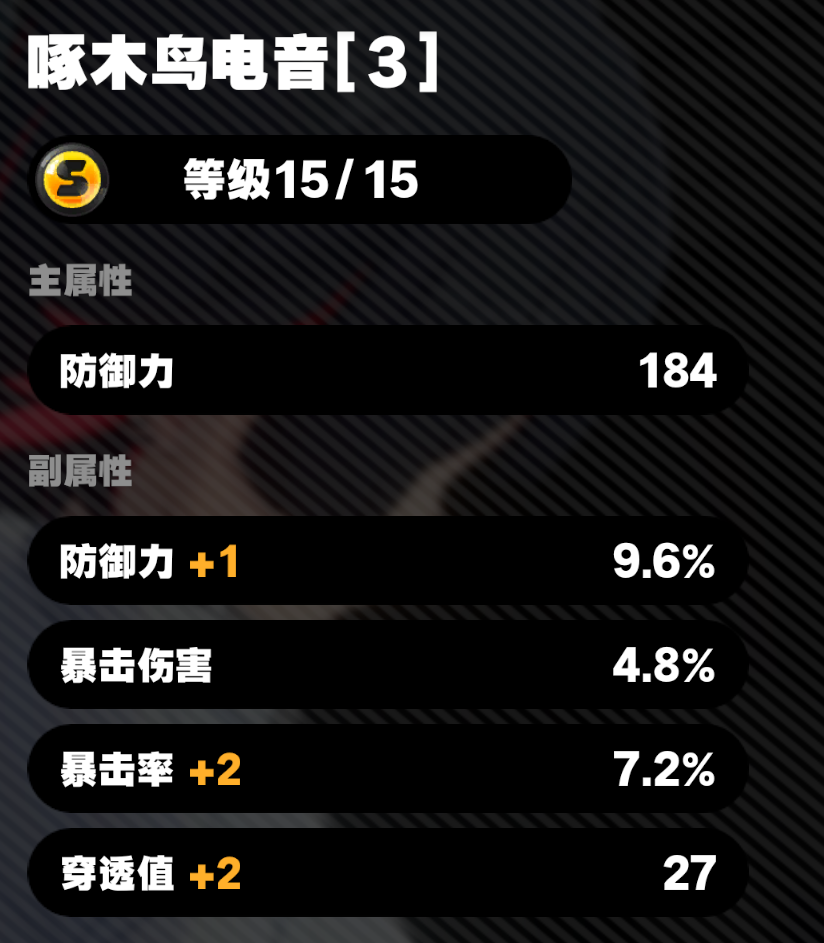 啄木鸟电音[3]
S 等级15/15
主属性
防御力 184
副属性
防御力 +1 9.6%
暴击伤害 4.8%
暴击率 +2 7.2%
穿透值 +2 27